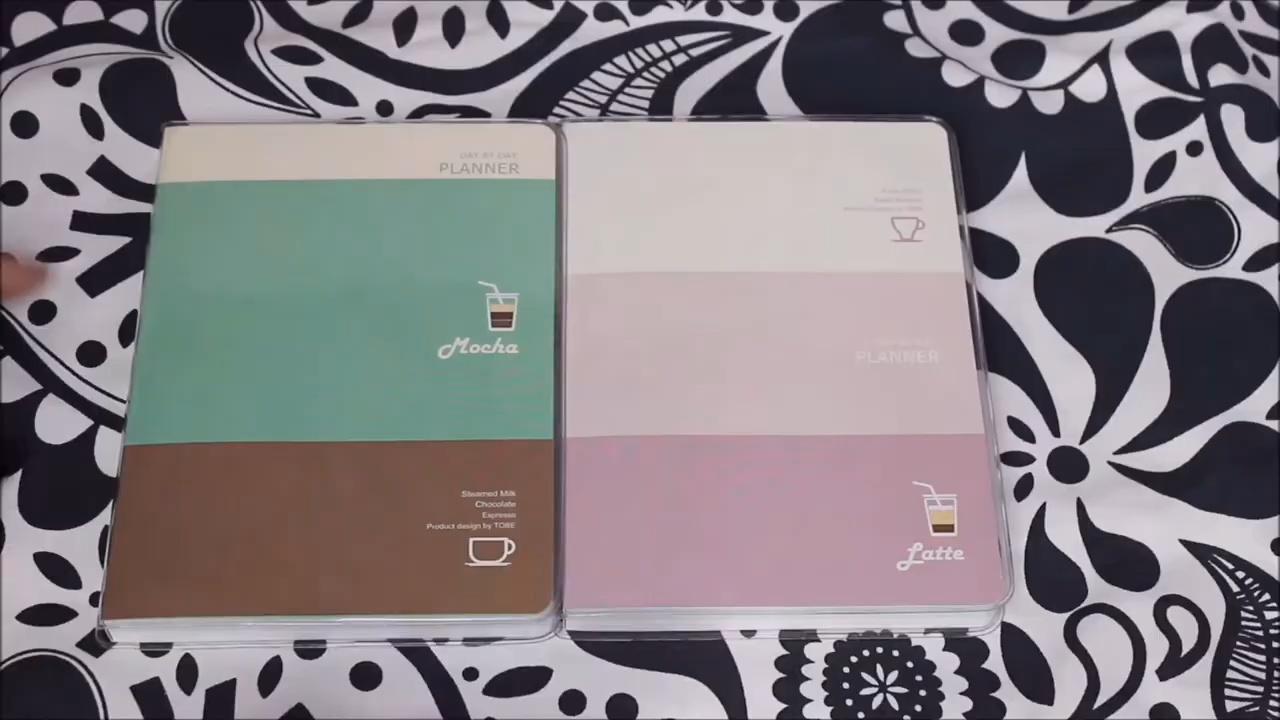 DAY BY DAY
PLANNER
Mocha
Steamed Milk
Chocolate
Espresso
Product design by TOBE
PLANNER
Latte